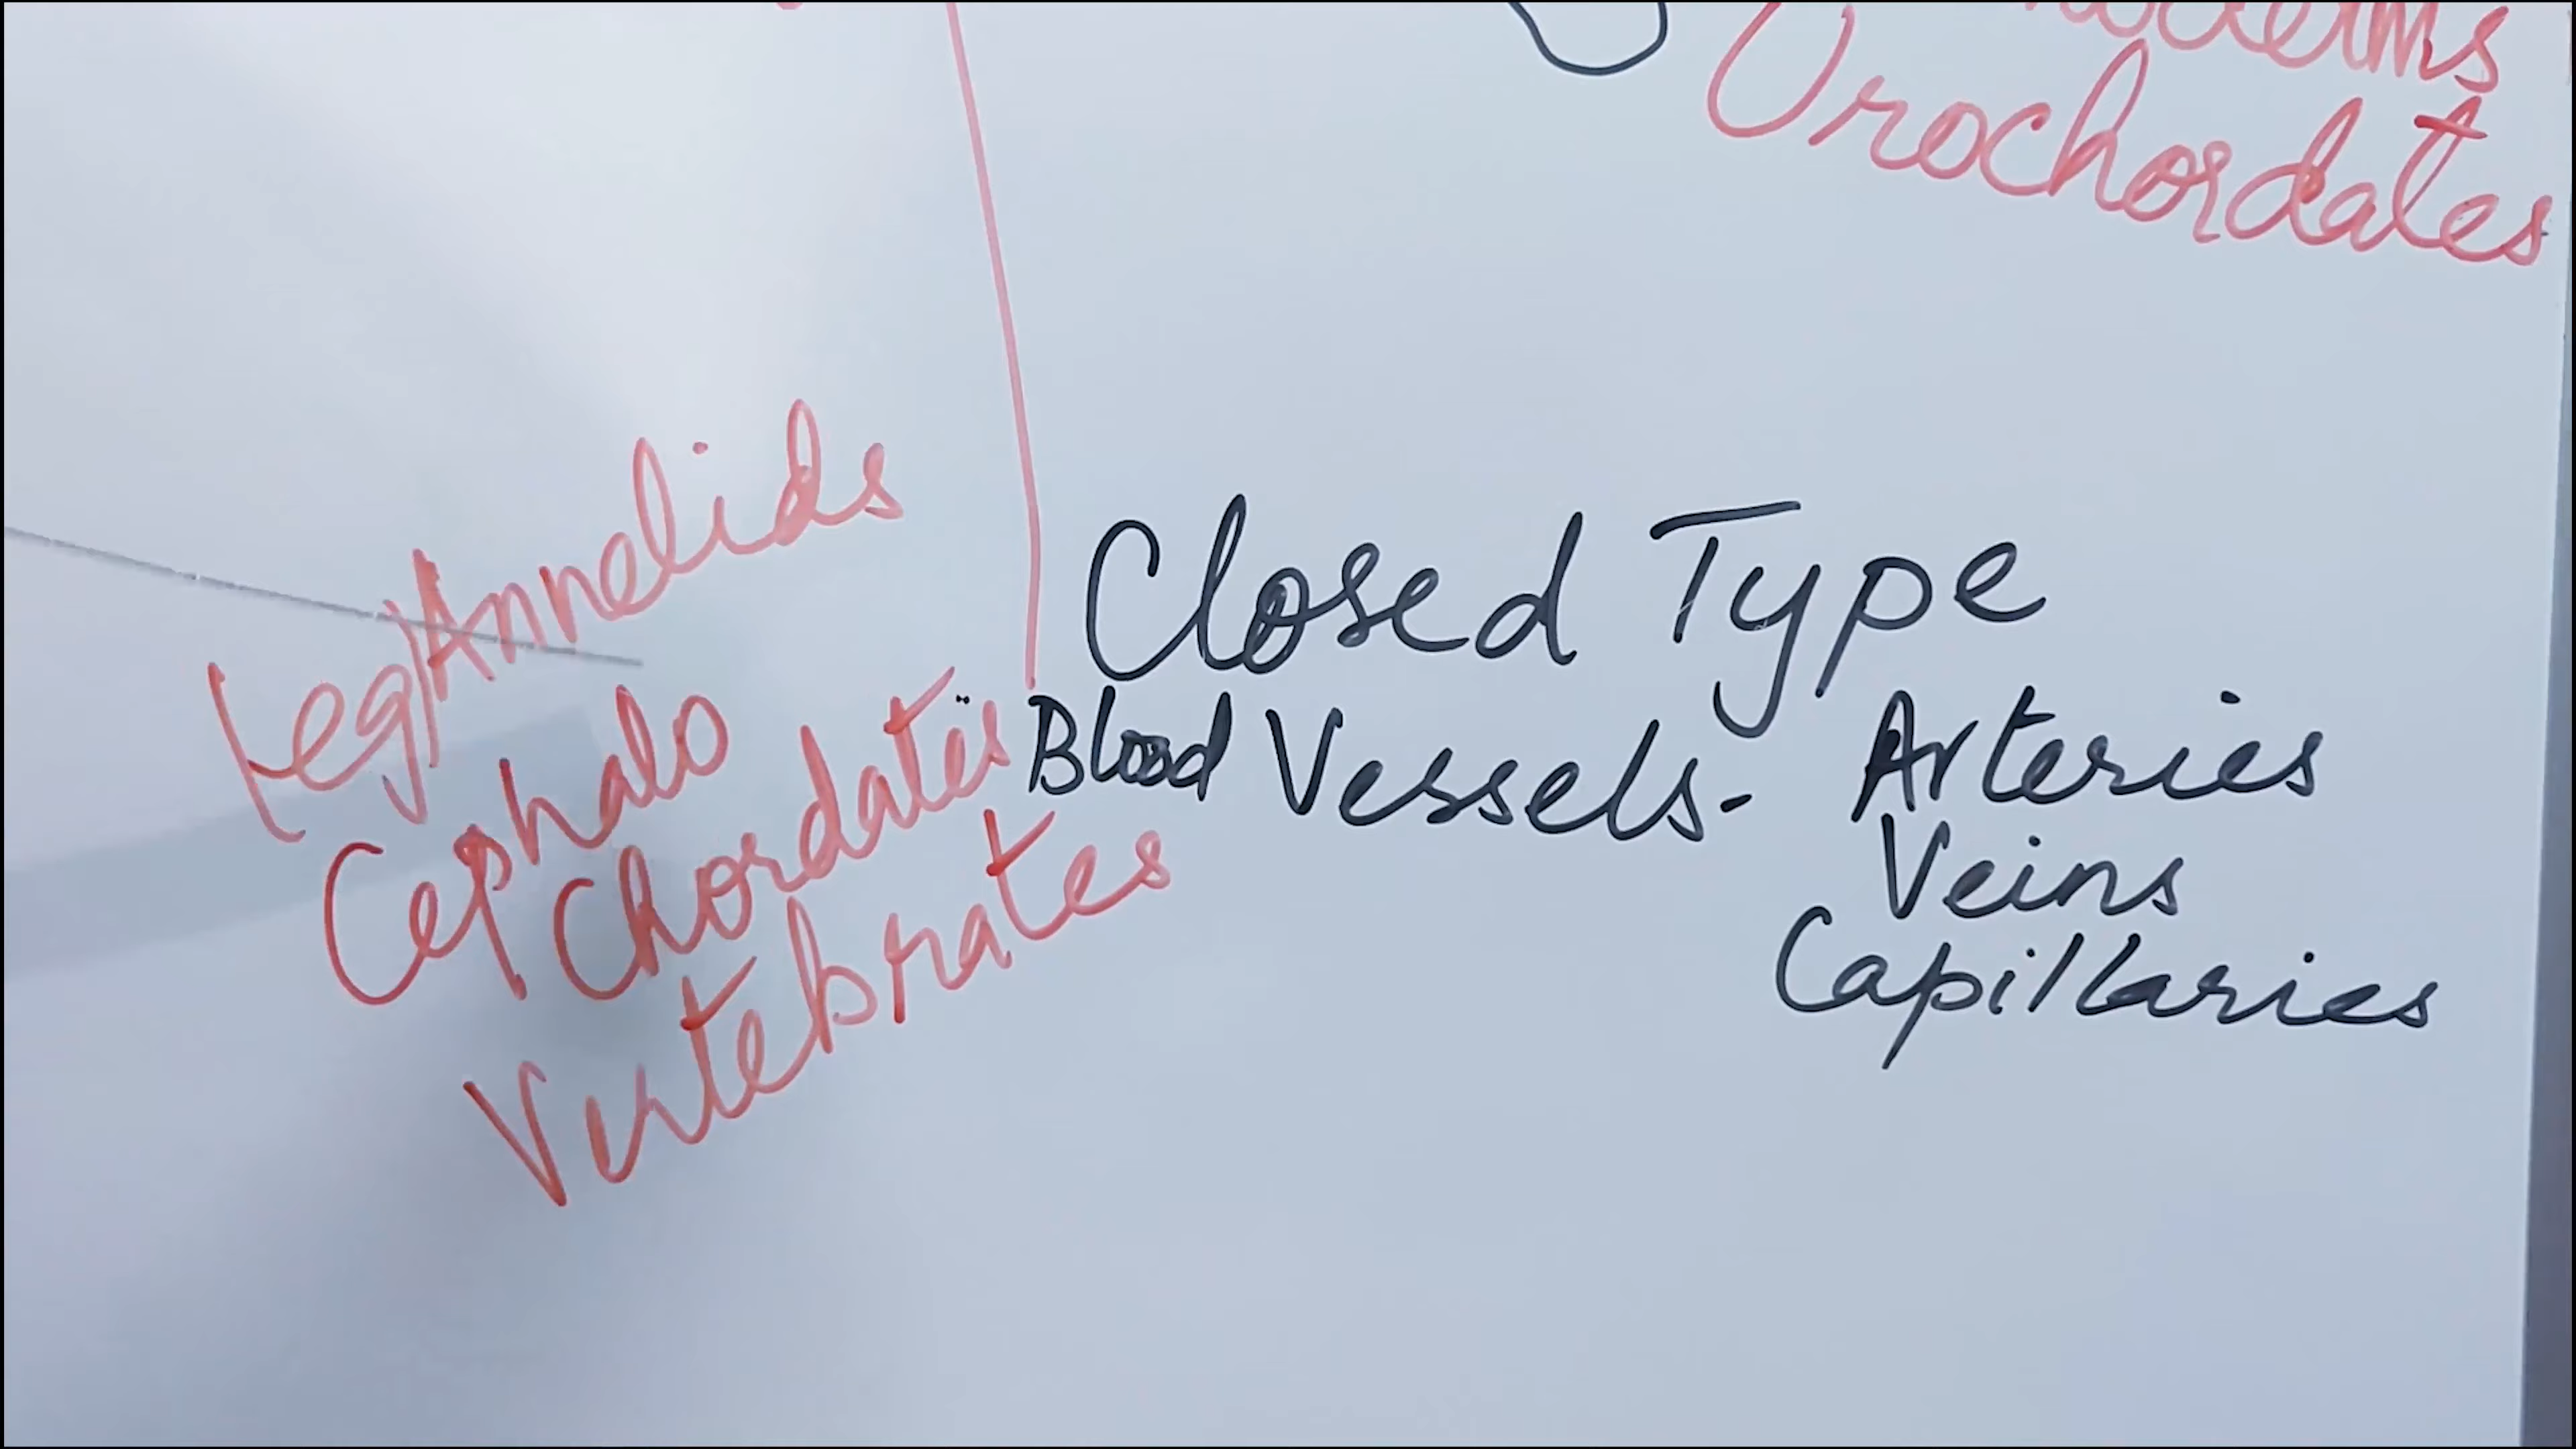 Urochordates
Closed Type
Blood Vessels - Arteries
Veins
Capillaries
eg/Annelids
Cephalo
Chordates
Vertebrates